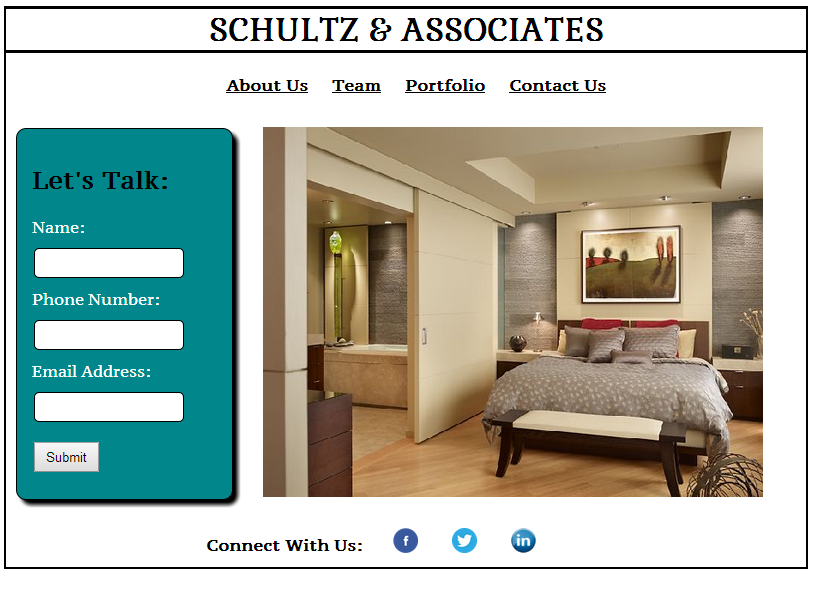 SCHULTZ & ASSOCIATES
About Us Team Portfolio Contact Us
Let's Talk:
Name:
Phone Number:
Email Address:
Submit
Connect With Us: f in